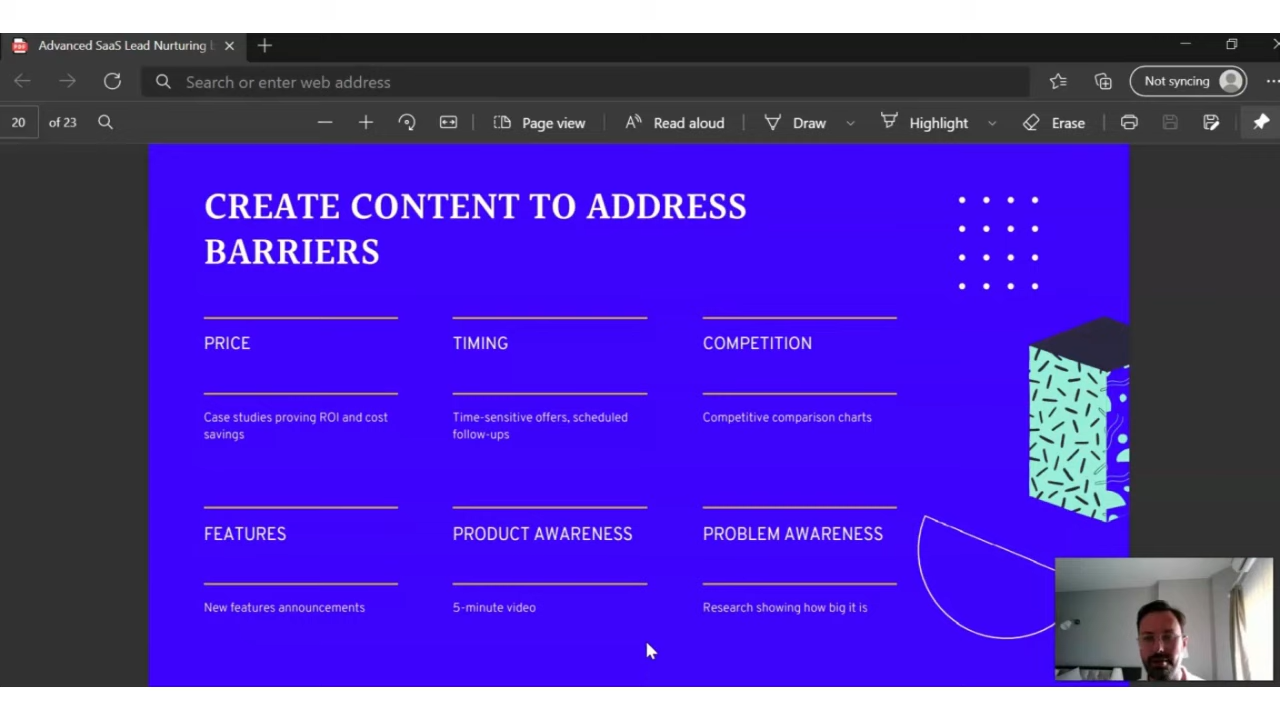 Advanced SaaS Lead Nurturing
Search or enter web address
Not syncing
20 of 23
Page view
Read aloud
Draw
Highlight
Erase
CREATE CONTENT TO ADDRESS
BARRIERS
PRICE
TIMING
COMPETITION
Case studies proving ROI and cost
savings
Time-sensitive offers, scheduled
follow-ups
Competitive comparison charts
FEATURES
PRODUCT AWARENESS
PROBLEM AWARENESS
New features announcements
5-minute video
Research showing how big it is